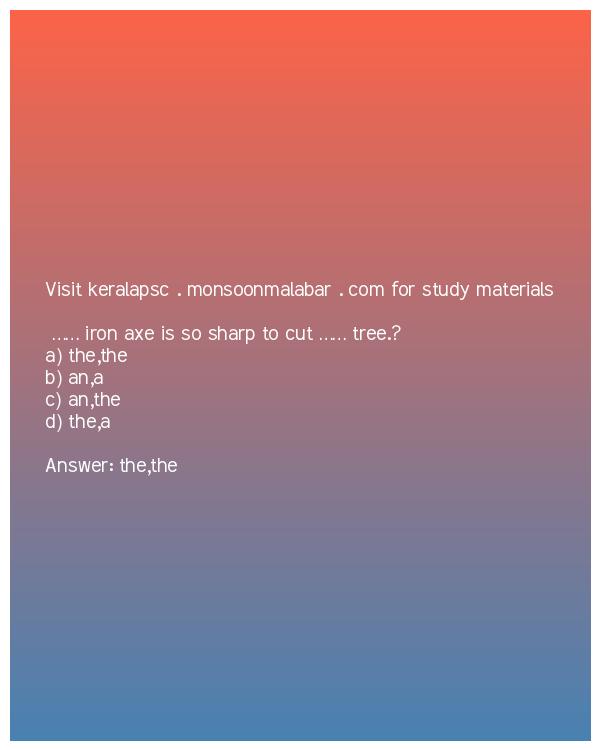 Visit keralapsc . monsoonmalabar . com for study materials
...... iron axe is so sharp to cut ...... tree.?
a) the,the
b) an,a
c) an,the
d) the,a
Answer: the,the